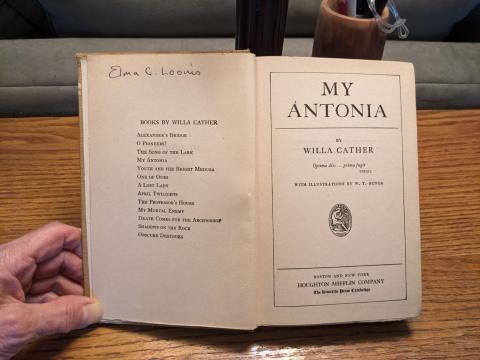 Elma C. Loomis
BOOKS BY WILLA CATHER
ALEXANDER'S BRIDGE
O PIONEERS!
THE SONG OF THE LARK
MY ÁNTONIA
YOUTH AND THE BRIGHT MEDUSA
ONE OF OURS
A LOST LADY
APRIL TWILIGHTS
THE PROFESSOR'S HOUSE
MY MORTAL ENEMY
DEATH COMES FOR THE ARCHBISHOP
SHADOWS ON THE ROCK
OBSCURE DESTINIES
MY
ÁNTONIA
BY
WILLA CATHER
Optima dies ... prima fugit
VIRGIL
WITH ILLUSTRATIONS BY W. T. BENDA
BOSTON AND NEW YORK
HOUGHTON MIFFLIN COMPANY
The Riverside Press Cambridge